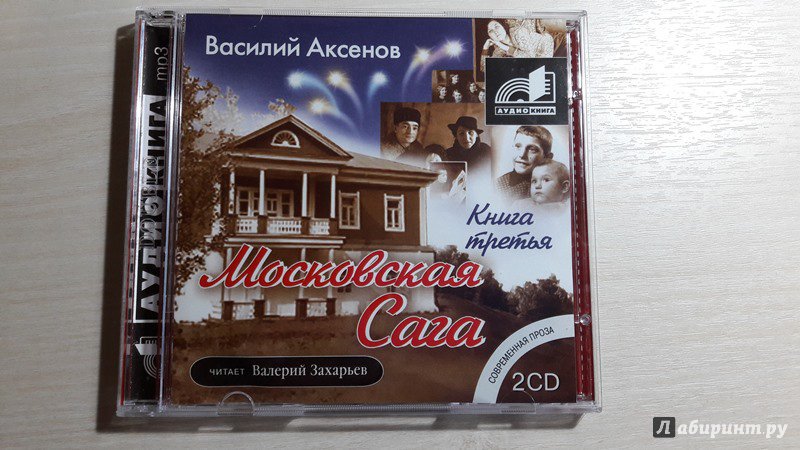 Василий Аксенов
АУДИОКНИГА
Книга
третья
Московская
Сага
ЧИТАЕТ Валерий Захарьев
СОВРЕМЕННАЯ ПРОЗА
2CD
АУДИОКНИГА mp3
Лабиринт.ру